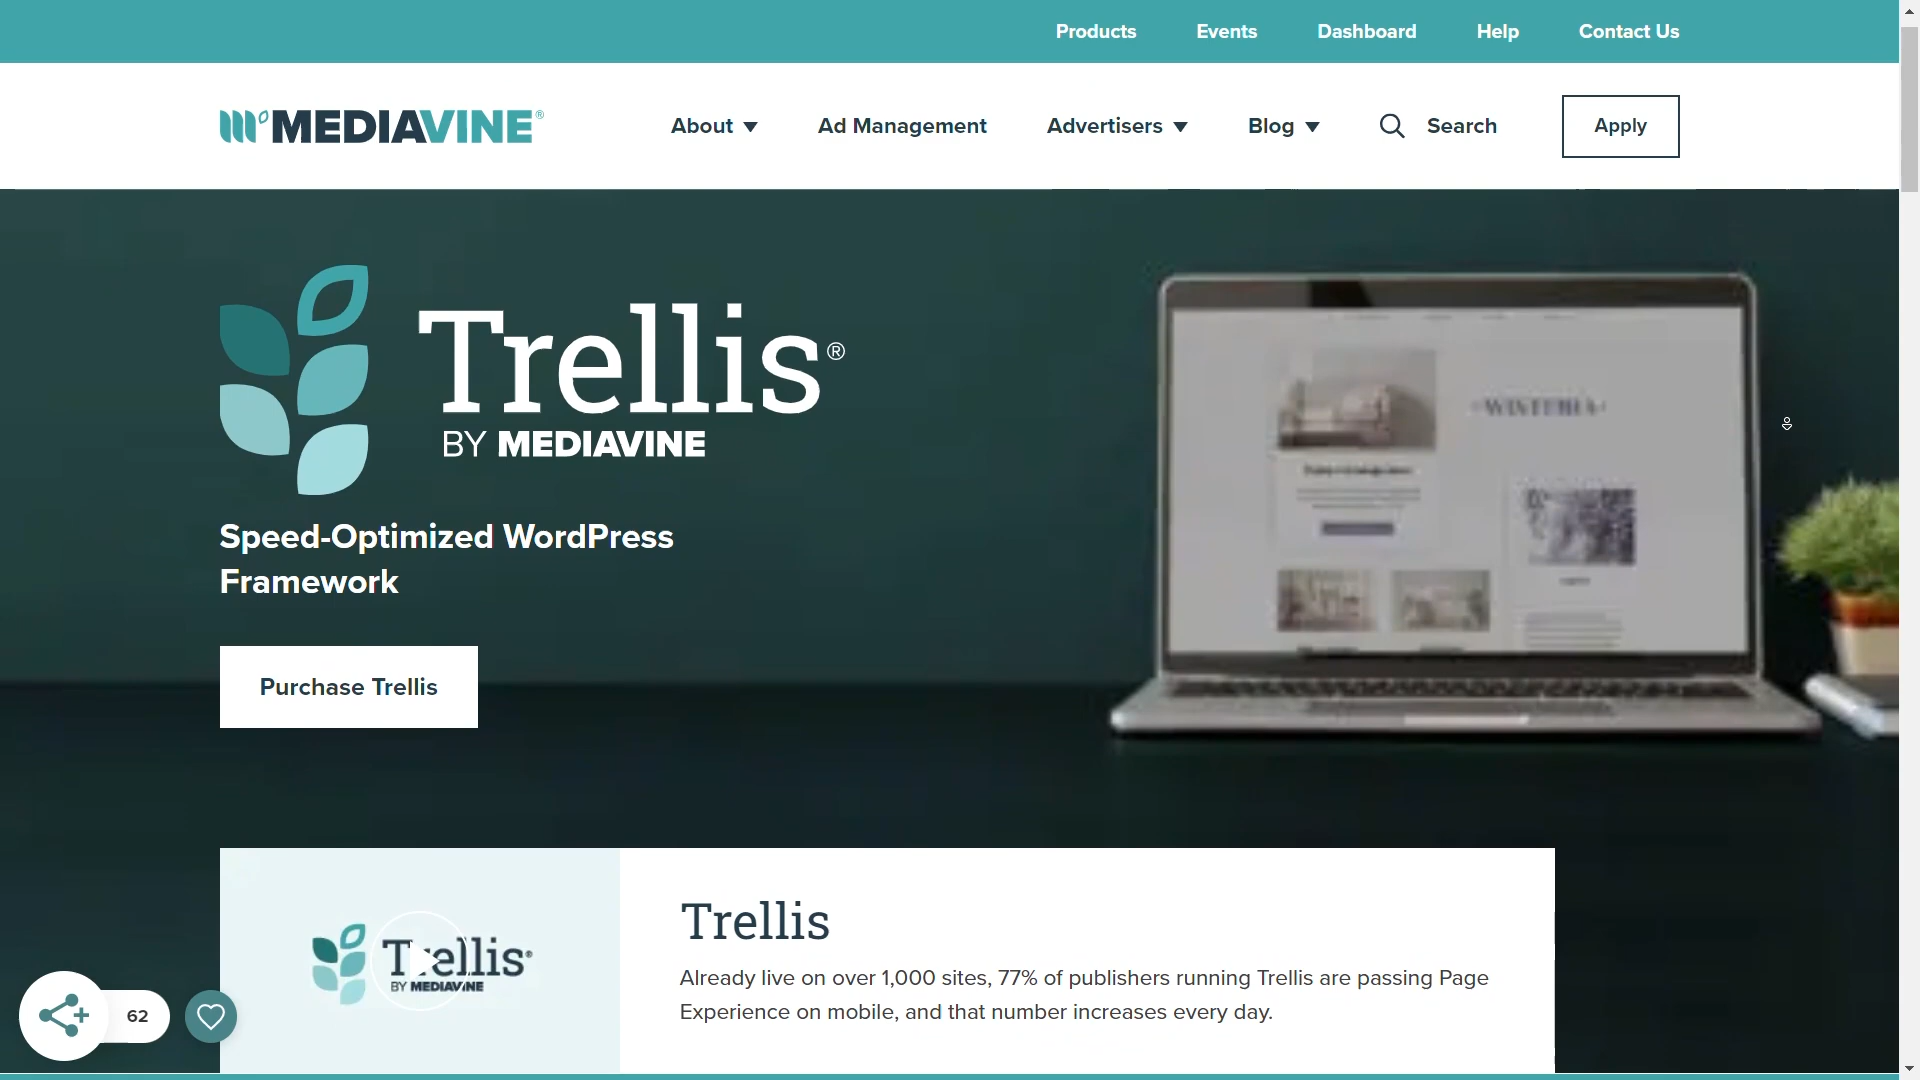 Products Events Dashboard Help Contact Us
MEDIAVINE® About Ad Management Advertisers Blog Search Apply
Trellis®
BY MEDIAVINE
Speed-Optimized WordPress
Framework
Purchase Trellis
Trellis®
BY MEDIAVINE
Trellis
Already live on over 1,000 sites, 77% of publishers running Trellis are passing Page
Experience on mobile, and that number increases every day.
62